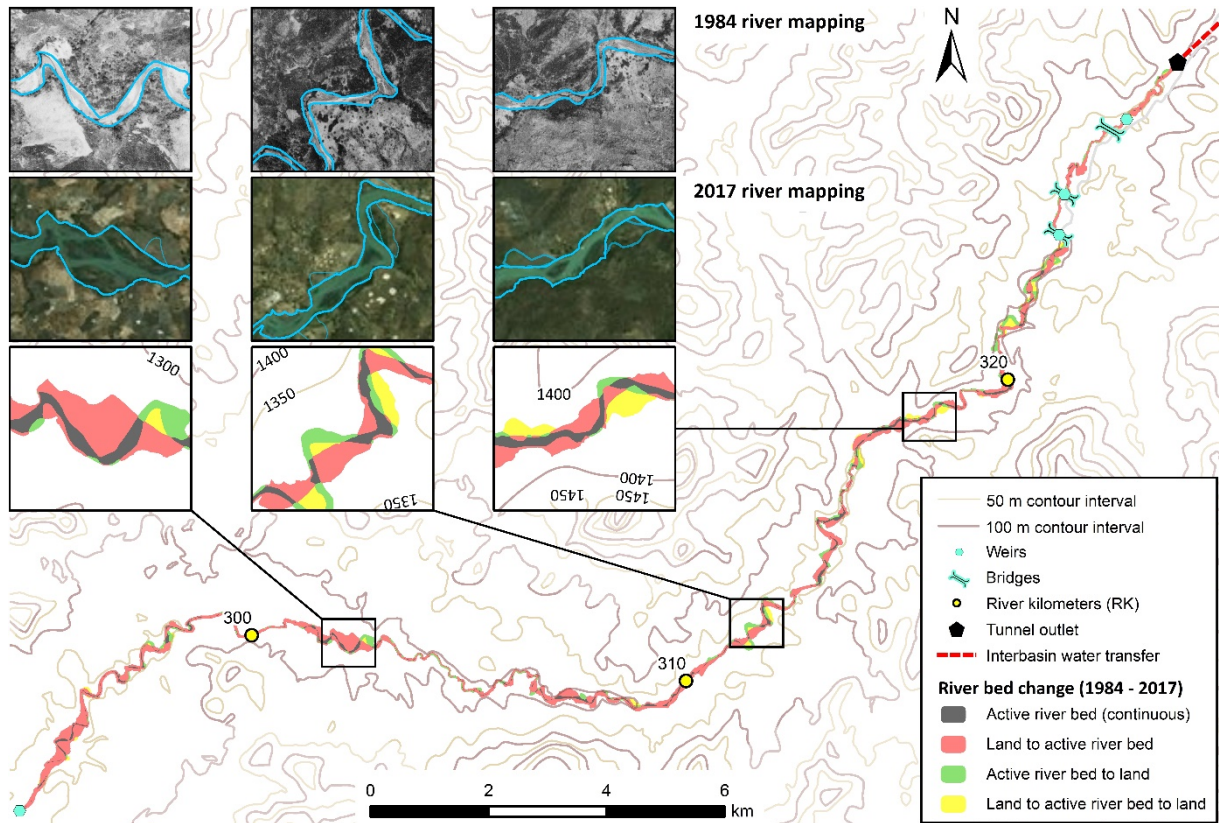 1984 river mapping
N
2017 river mapping
1300
1400
1350
1350
1400
1400
1450
1450
1450
320
300
310
0 2 4 6
km
50 m contour interval
100 m contour interval
Weirs
Bridges
River kilometers (RK)
Tunnel outlet
Interbasin water transfer
River bed change (1984 - 2017)
Active river bed (continuous)
Land to active river bed
Active river bed to land
Land to active river bed to land